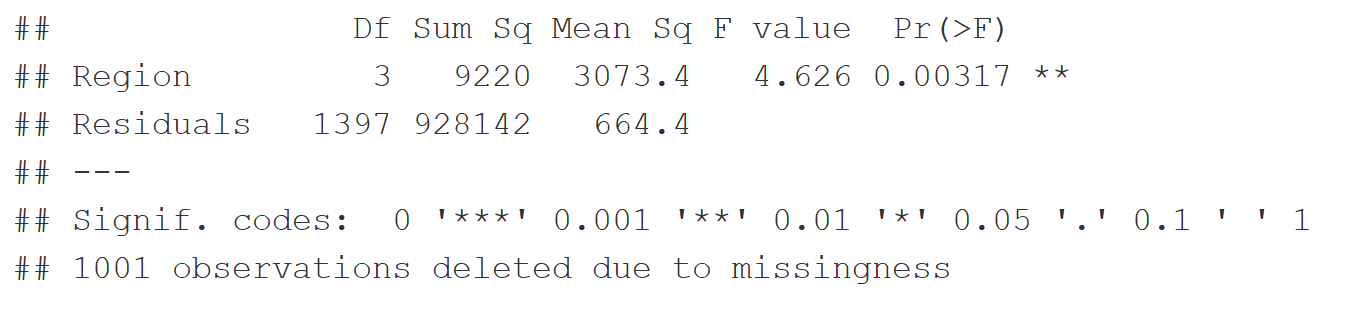 ##               Df Sum Sq Mean Sq F value  Pr(>F)
## Region         3   9220  3073.4   4.626 0.00317 **
## Residuals   1397 928142   664.4
## ---
## Signif. codes:  0 '***' 0.001 '**' 0.01 '*' 0.05 '.' 0.1 ' ' 1
## 1001 observations deleted due to missingness